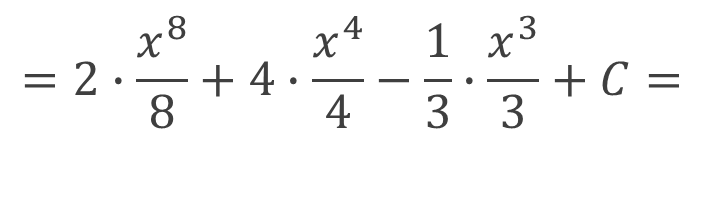 = 2 · x⁸/8 + 4 · x⁴/4 − 1/3 · x³/3 + C =